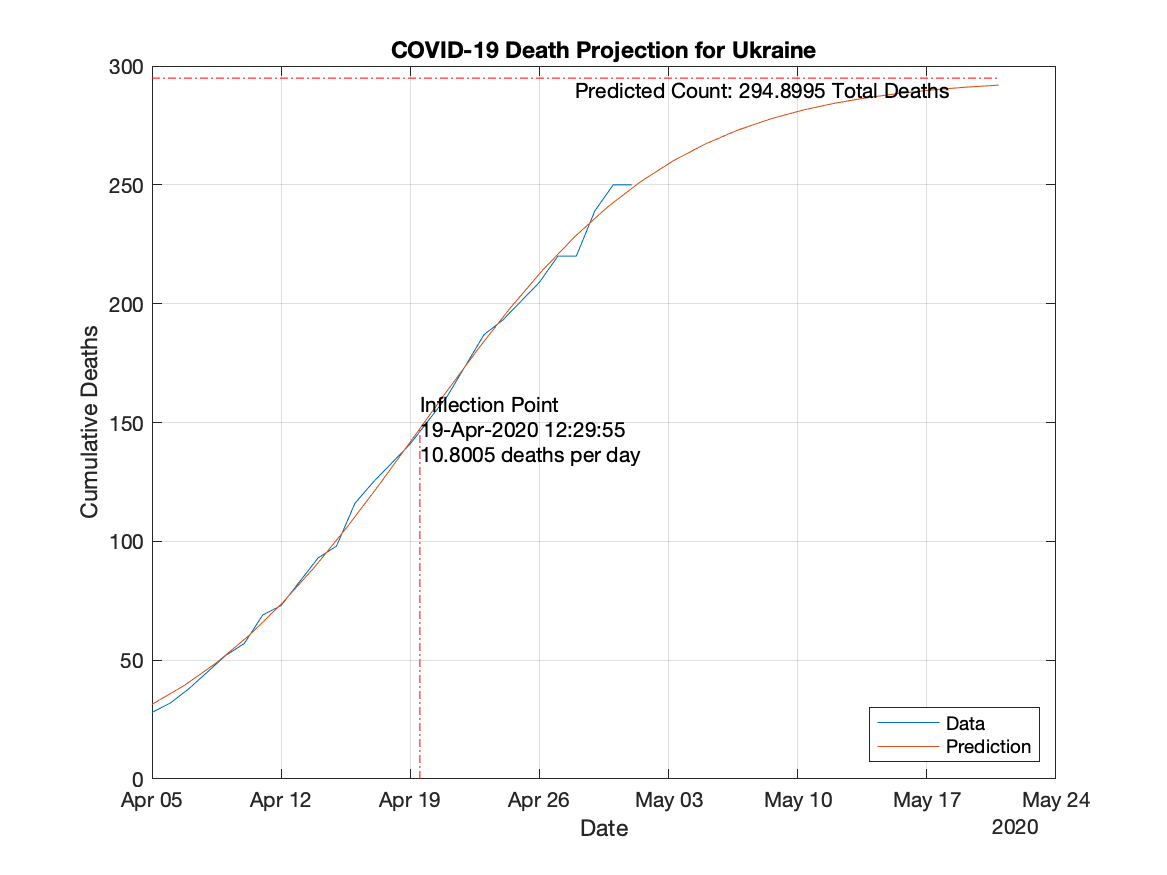 COVID-19 Death Projection for Ukraine
300
Predicted Count: 294.8995 Total Deaths
250
200
Inflection Point
150
19-Apr-2020 12:29:55
10.8005 deaths per day
Cumulative Deaths
100
50
Data
Prediction
0
Apr 05 Apr 12 Apr 19 Apr 26 May 03 May 10 May 17 May 24
Date
2020